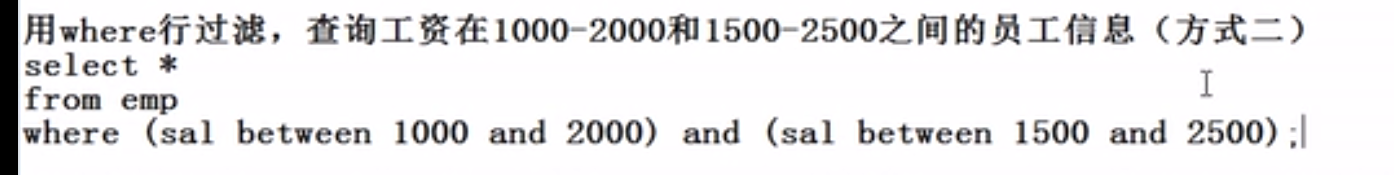 用where行过滤，查询工资在1000-2000和1500-2500之间的员工信息（方式二）
select *
from emp
where (sal between 1000 and 2000) and (sal between 1500 and 2500);